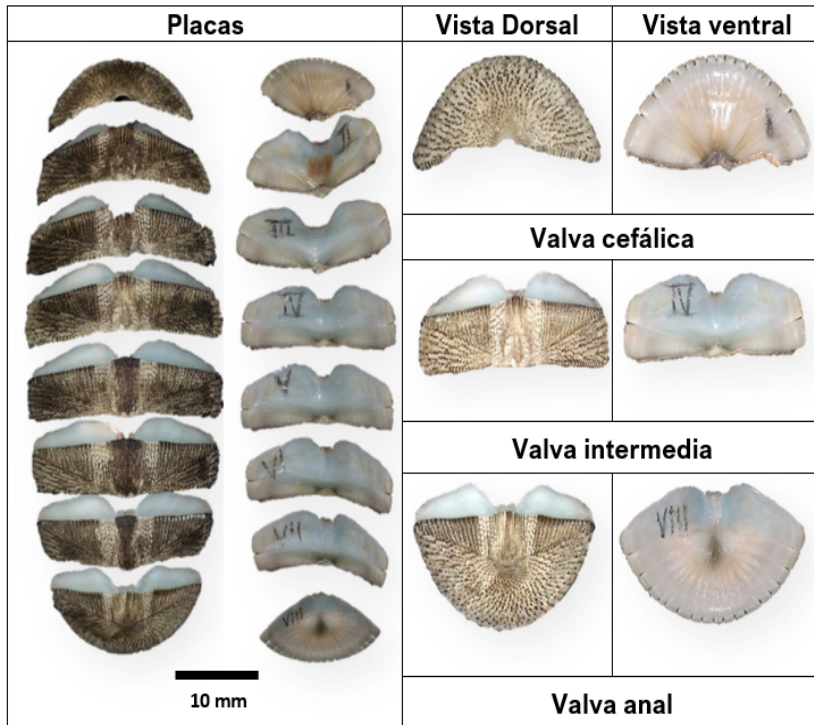 Placas
Vista Dorsal
Vista ventral
II
III
IV
V
VI
VII
VIII
10 mm
Valva cefálica
IV
Valva intermedia
VIII
Valva anal